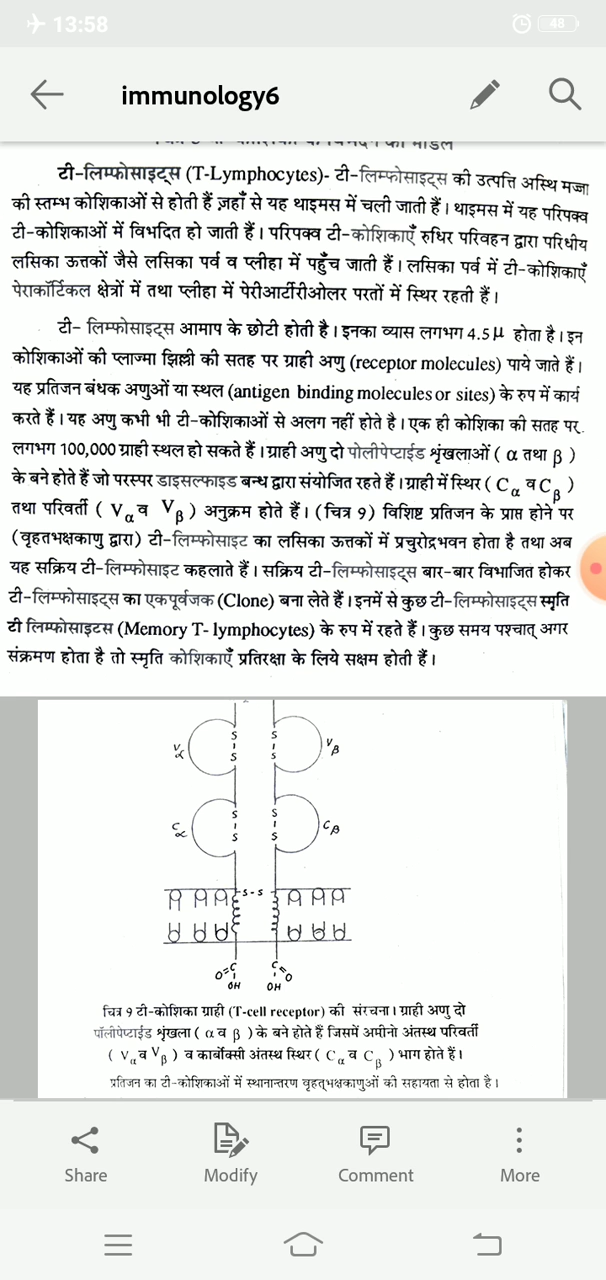 13:58
48
immunology6
टी-लिम्फोसाइट्स (T-Lymphocytes)- टी-लिम्फोसाइट्स की उत्पत्ति अस्थि मज्जा
की स्तम्भ कोशिकाओं से होती हैं ज़हाँ से यह थाइमस में चली जाती हैं। थाइमस में यह परिपक्व
टी-कोशिकाओं में विभदित हो जाती हैं। परिपक्व टी-कोशिकाएँ रुधिर परिवहन द्वारा परिधीय
लसिका ऊत्तकों जैसे लसिका पर्व व प्लीहा में पहुँच जाती हैं। लसिका पर्व में टी-कोशिकाएँ
पेराकॉर्टिकल क्षेत्रों में तथा प्लीहा में पेरीआर्टीरीओलर परतों में स्थिर रहती हैं।
टी- लिम्फोसाइट्स आमाप के छोटी होती है। इनका व्यास लगभग 4.5μ होता है। इन
कोशिकाओं की प्लाज्मा झिल्ली की सतह पर ग्राही अणु (receptor molecules) पाये जाते हैं।
यह प्रतिजन बंधक अणुओं या स्थल (antigen binding molecules or sites) के रुप में कार्य
करते हैं। यह अणु कभी भी टी-कोशिकाओं से अलग नहीं होते है। एक ही कोशिका की सतह पर
लगभग 100,000 ग्राही स्थल हो सकते हैं। ग्राही अणु दो पोलीपेप्टाईड शृंखलाओं ( α तथा β )
के बने होते हैं जो परस्पर डाइसल्फाइड बन्ध द्वारा संयोजित रहते हैं। ग्राही में स्थिर ( Cα व Cβ )
तथा परिवर्ती ( Vα व Vβ ) अनुक्रम होते हैं। (चित्र 9) विशिष्ट प्रतिजन के प्राप्त होने पर
(वृहतभक्षकाणु द्वारा) टी-लिम्फोसाइट का लसिका ऊत्तकों में प्रचुरोद्रभवन होता है तथा अब
यह सक्रिय टी-लिम्फोसाइट कहलाते हैं। सक्रिय टी-लिम्फोसाइट्स बार-बार विभाजित होकर
टी-लिम्फोसाइट्स का एकपूर्वजक (Clone) बना लेते हैं। इनमें से कुछ टी-लिम्फोसाइट्स स्मृति
टी लिम्फोसाइटस (Memory T- lymphocytes) के रुप में रहते हैं। कुछ समय पश्चात् अगर
संक्रमण होता है तो स्मृति कोशिकाएँ प्रतिरक्षा के लिये सक्षम होती हैं।
Vα S S Vβ
S S
Cα S S Cβ
S S
S-S
O=C C=O
OH OH
चित्र 9 टी-कोशिका ग्राही (T-cell receptor) की संरचना। ग्राही अणु दो
पॉलीपेप्टाईड शृंखला ( α व β ) के बने होते हैं जिसमें अमीनो अंतस्थ परिवर्ती
( Vα व Vβ ) व कार्बोक्सी अंतस्थ स्थिर ( Cα व Cβ ) भाग होते हैं।
प्रतिजन का टी-कोशिकाओं में स्थानान्तरण वृहत्भक्षकाणुओं की सहायता से होता है।
Share Modify Comment More